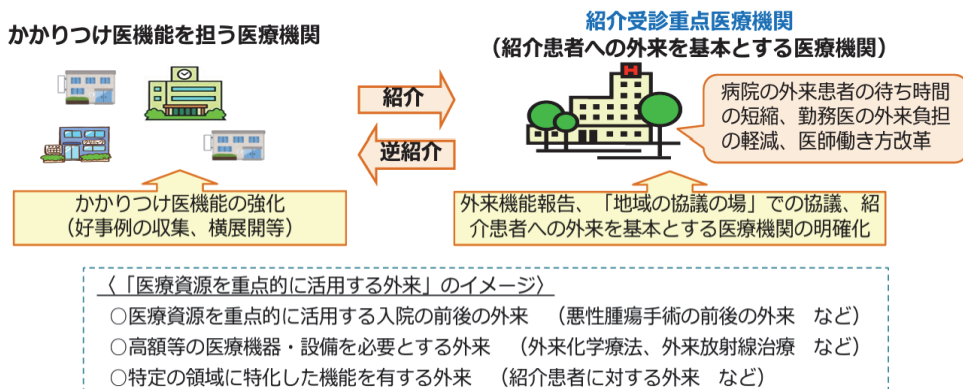 かかりつけ医機能を担う医療機関
紹介受診重点医療機関
(紹介患者への外来を基本とする医療機関)
H
紹介
逆紹介
病院の外来患者の待ち時間
の短縮、勤務医の外来負担
の軽減、医師働き方改革
かかりつけ医機能の強化
(好事例の収集、横展開等)
外来機能報告、「地域の協議の場」での協議、紹
介患者への外来を基本とする医療機関の明確化
〈「医療資源を重点的に活用する外来」のイメージ〉
○医療資源を重点的に活用する入院の前後の外来 (悪性腫瘍手術の前後の外来 など)
○高額等の医療機器・設備を必要とする外来 (外来化学療法、外来放射線治療 など)
○特定の領域に特化した機能を有する外来 (紹介患者に対する外来 など)